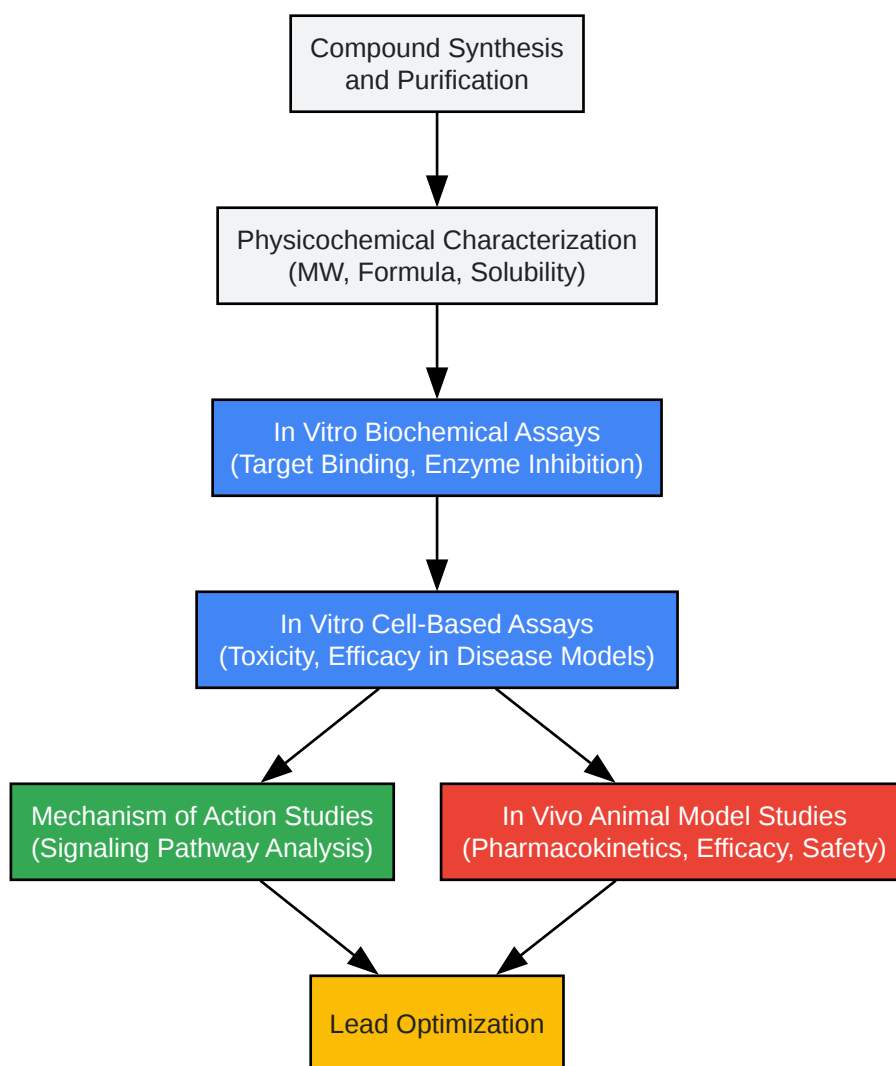 Compound Synthesis
and Purification
Physicochemical Characterization
(MW, Formula, Solubility)
In Vitro Biochemical Assays
(Target Binding, Enzyme Inhibition)
In Vitro Cell-Based Assays
(Toxicity, Efficacy in Disease Models)
Mechanism of Action Studies
(Signaling Pathway Analysis)
In Vivo Animal Model Studies
(Pharmacokinetics, Efficacy, Safety)
Lead Optimization